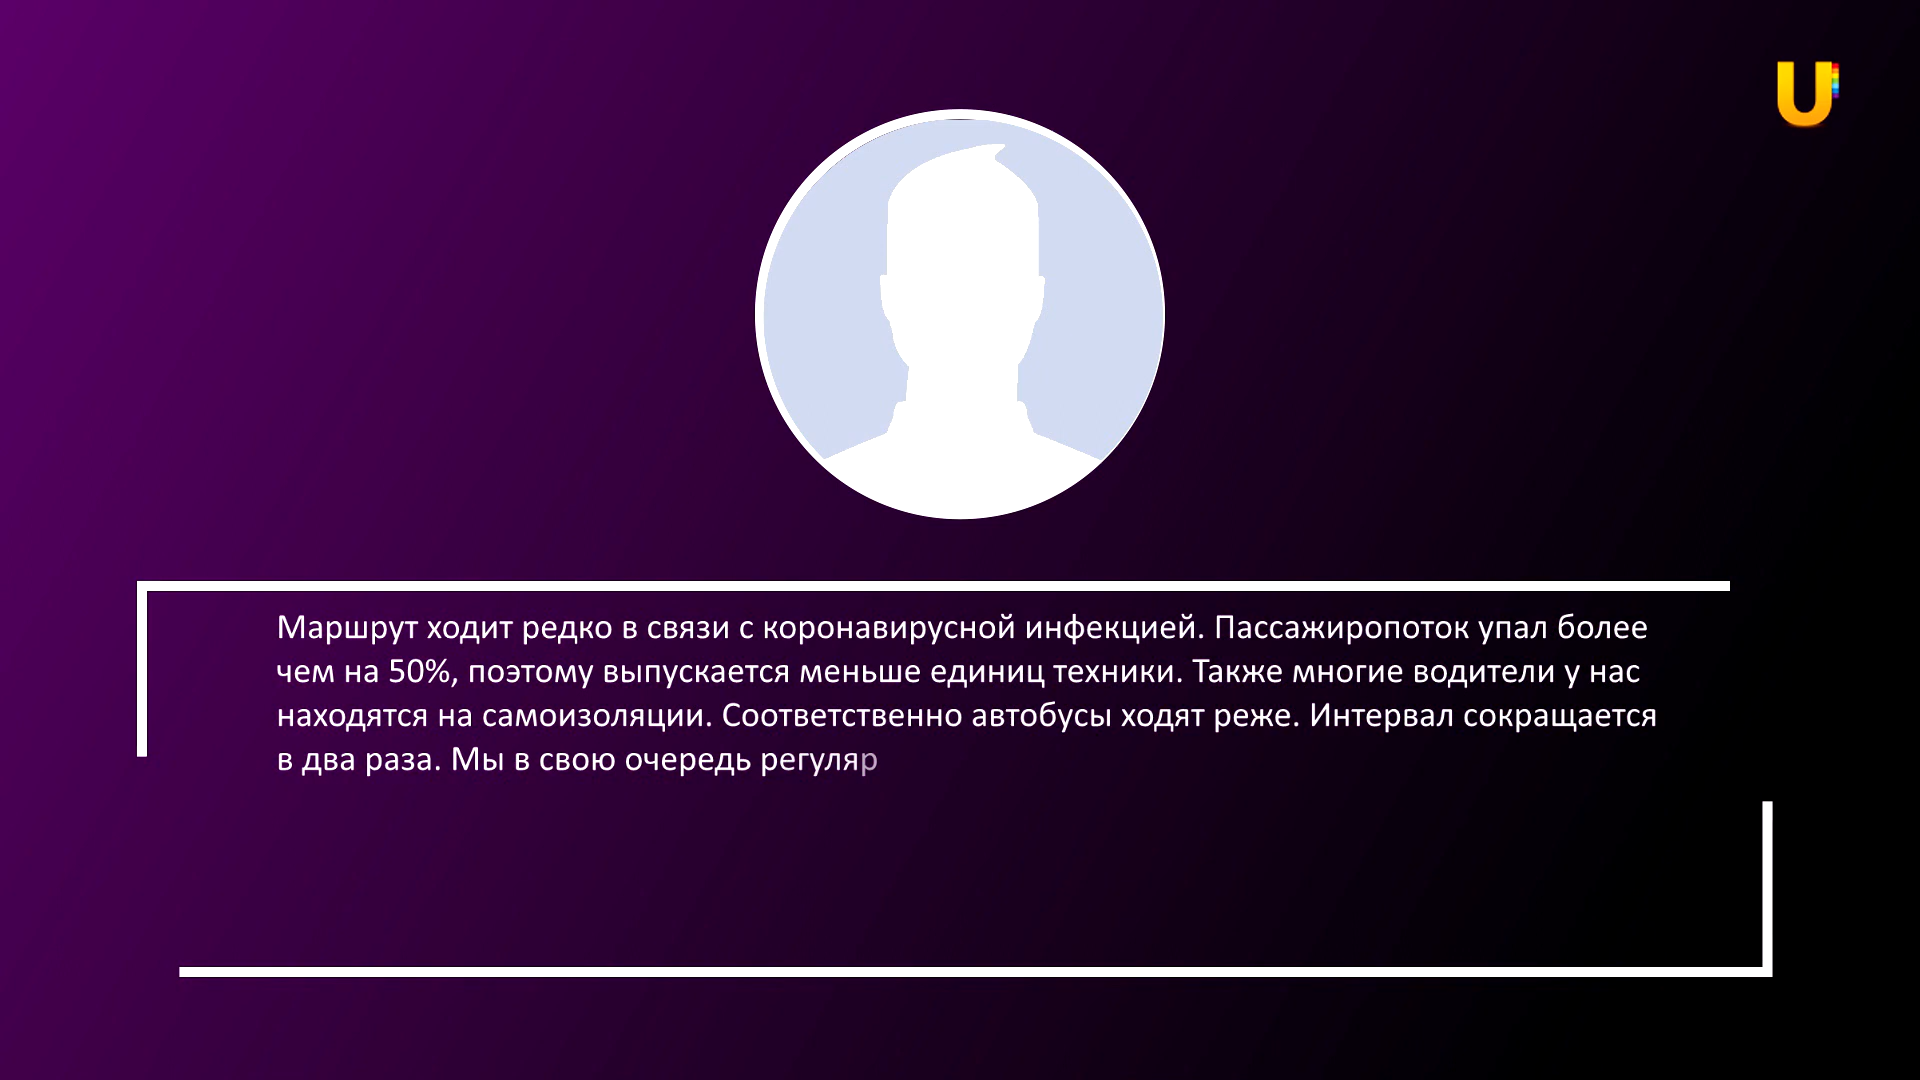 U
Маршрут ходит редко в связи с коронавирусной инфекцией. Пассажиропоток упал более
чем на 50%, поэтому выпускается меньше единиц техники. Также многие водители у нас
находятся на самоизоляции. Соответственно автобусы ходят реже. Интервал сокращается
в два раза. Мы в свою очередь регуляр